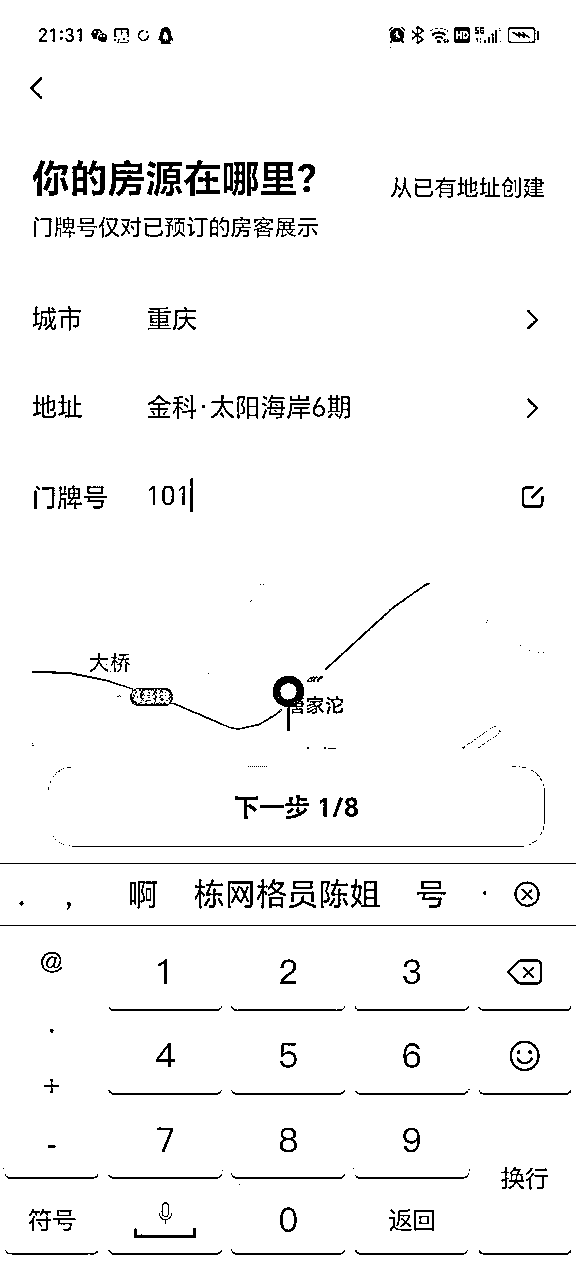 21:31
HD 5G
你的房源在哪里?
从已有地址创建
门牌号仅对已预订的房客展示
城市 重庆
地址 金科·太阳海岸6期
门牌号 101
大桥
唐家沱
下一步 1/8
. , 啊 栋网格员陈姐 号 ·
@ 1 2 3
.
4 5 6
+
- 7 8 9
换行
符号 0 返回